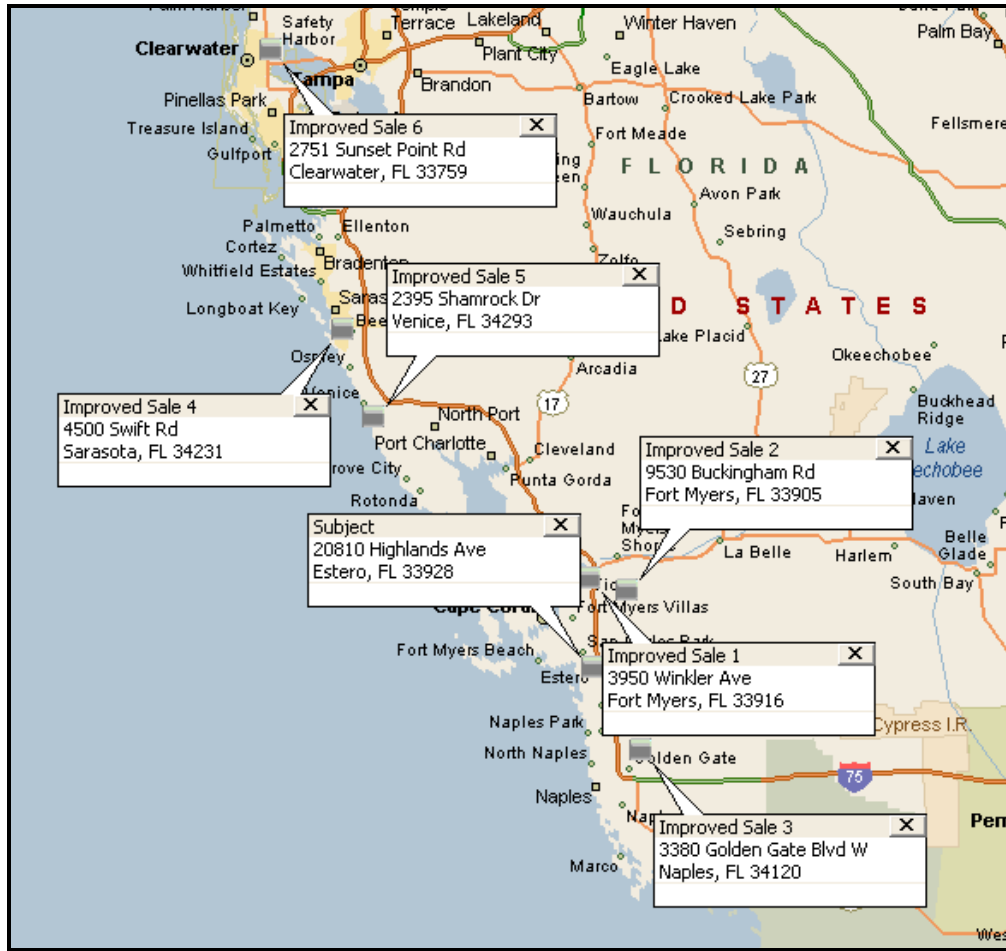 Safety
Harbor
Terrace
Lakeland
Winter Haven
Palm Bay
Clearwater
Plant City
Eagle Lake
Tampa
Brandon
Bartow
Crooked Lake Park
Pinellas Park
Treasure Island
Gulfport
Fort Meade
Improved Sale 6
2751 Sunset Point Rd
Clearwater, FL 33759
FLORIDA
Avon Park
Wauchula
Sebring
Palmetto
Ellenton
Cortez
Bradenton
Whitfield Estates
Zolfo
Longboat Key
Improved Sale 5
2395 Shamrock Dr
Venice, FL 34293
STATES
Lake Placid
Okeechobee
Osprey
Arcadia
27
17
Buckhead
Ridge
Venice
Improved Sale 4
4500 Swift Rd
Sarasota, FL 34231
North Port
Port Charlotte
Cleveland
Punta Gorda
Lake
Rotonda
Improved Sale 2
9530 Buckingham Rd
Fort Myers, FL 33905
Subject
20810 Highlands Ave
Estero, FL 33928
La Belle
Harlem
Belle
Glade
South Bay
Fort Myers Villas
Fort Myers Beach
Estero
Improved Sale 1
3950 Winkler Ave
Fort Myers, FL 33916
Naples Park
North Naples
Golden Gate
Cypress I.R.
75
Naples
Improved Sale 3
3380 Golden Gate Blvd W
Naples, FL 34120
Marco